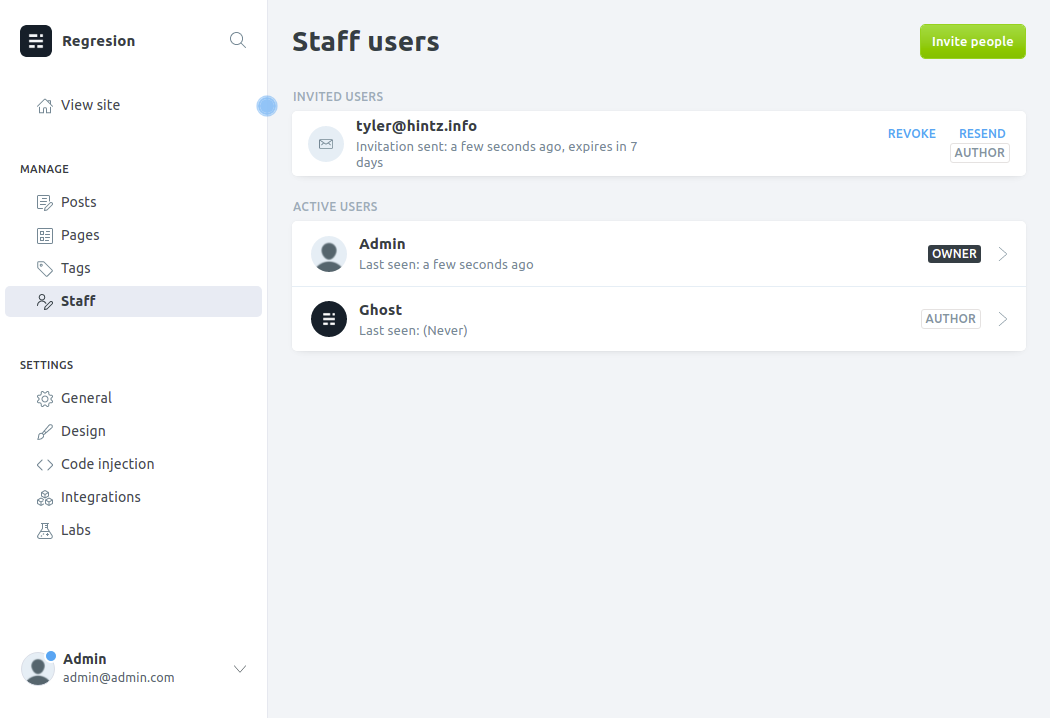 Regresion
View site
MANAGE
Posts
Pages
Tags
Staff
SETTINGS
General
Design
Code injection
Integrations
Labs
Admin
admin@admin.com
Staff users
Invite people
INVITED USERS
tyler@hintz.info
Invitation sent: a few seconds ago, expires in 7
days
REVOKE RESEND
AUTHOR
ACTIVE USERS
Admin
Last seen: a few seconds ago
OWNER
Ghost
Last seen: (Never)
AUTHOR